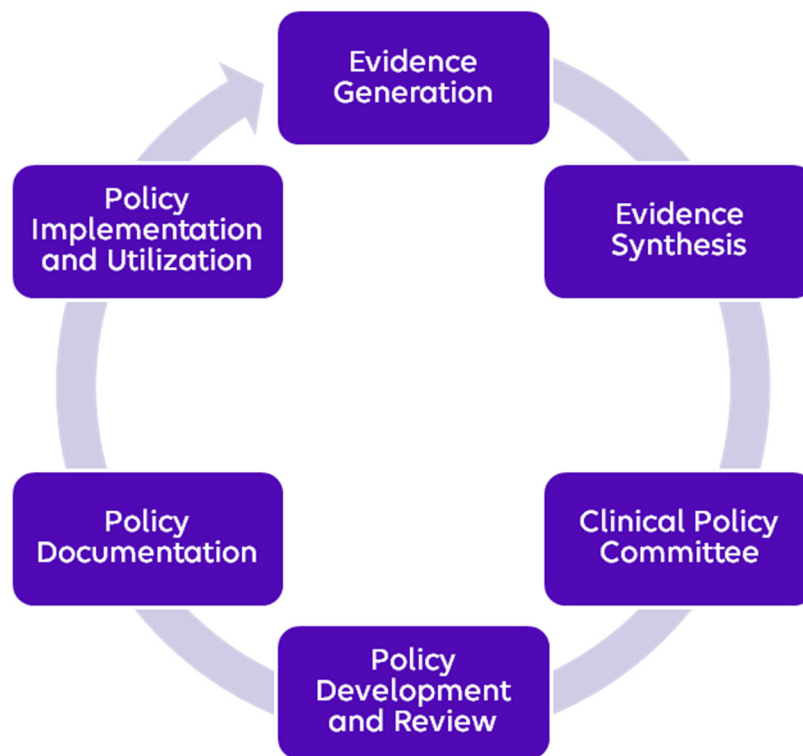 Evidence
Generation
Evidence
Synthesis
Clinical Policy
Committee
Policy
Development
and Review
Policy
Documentation
Policy
Implementation
and Utilization